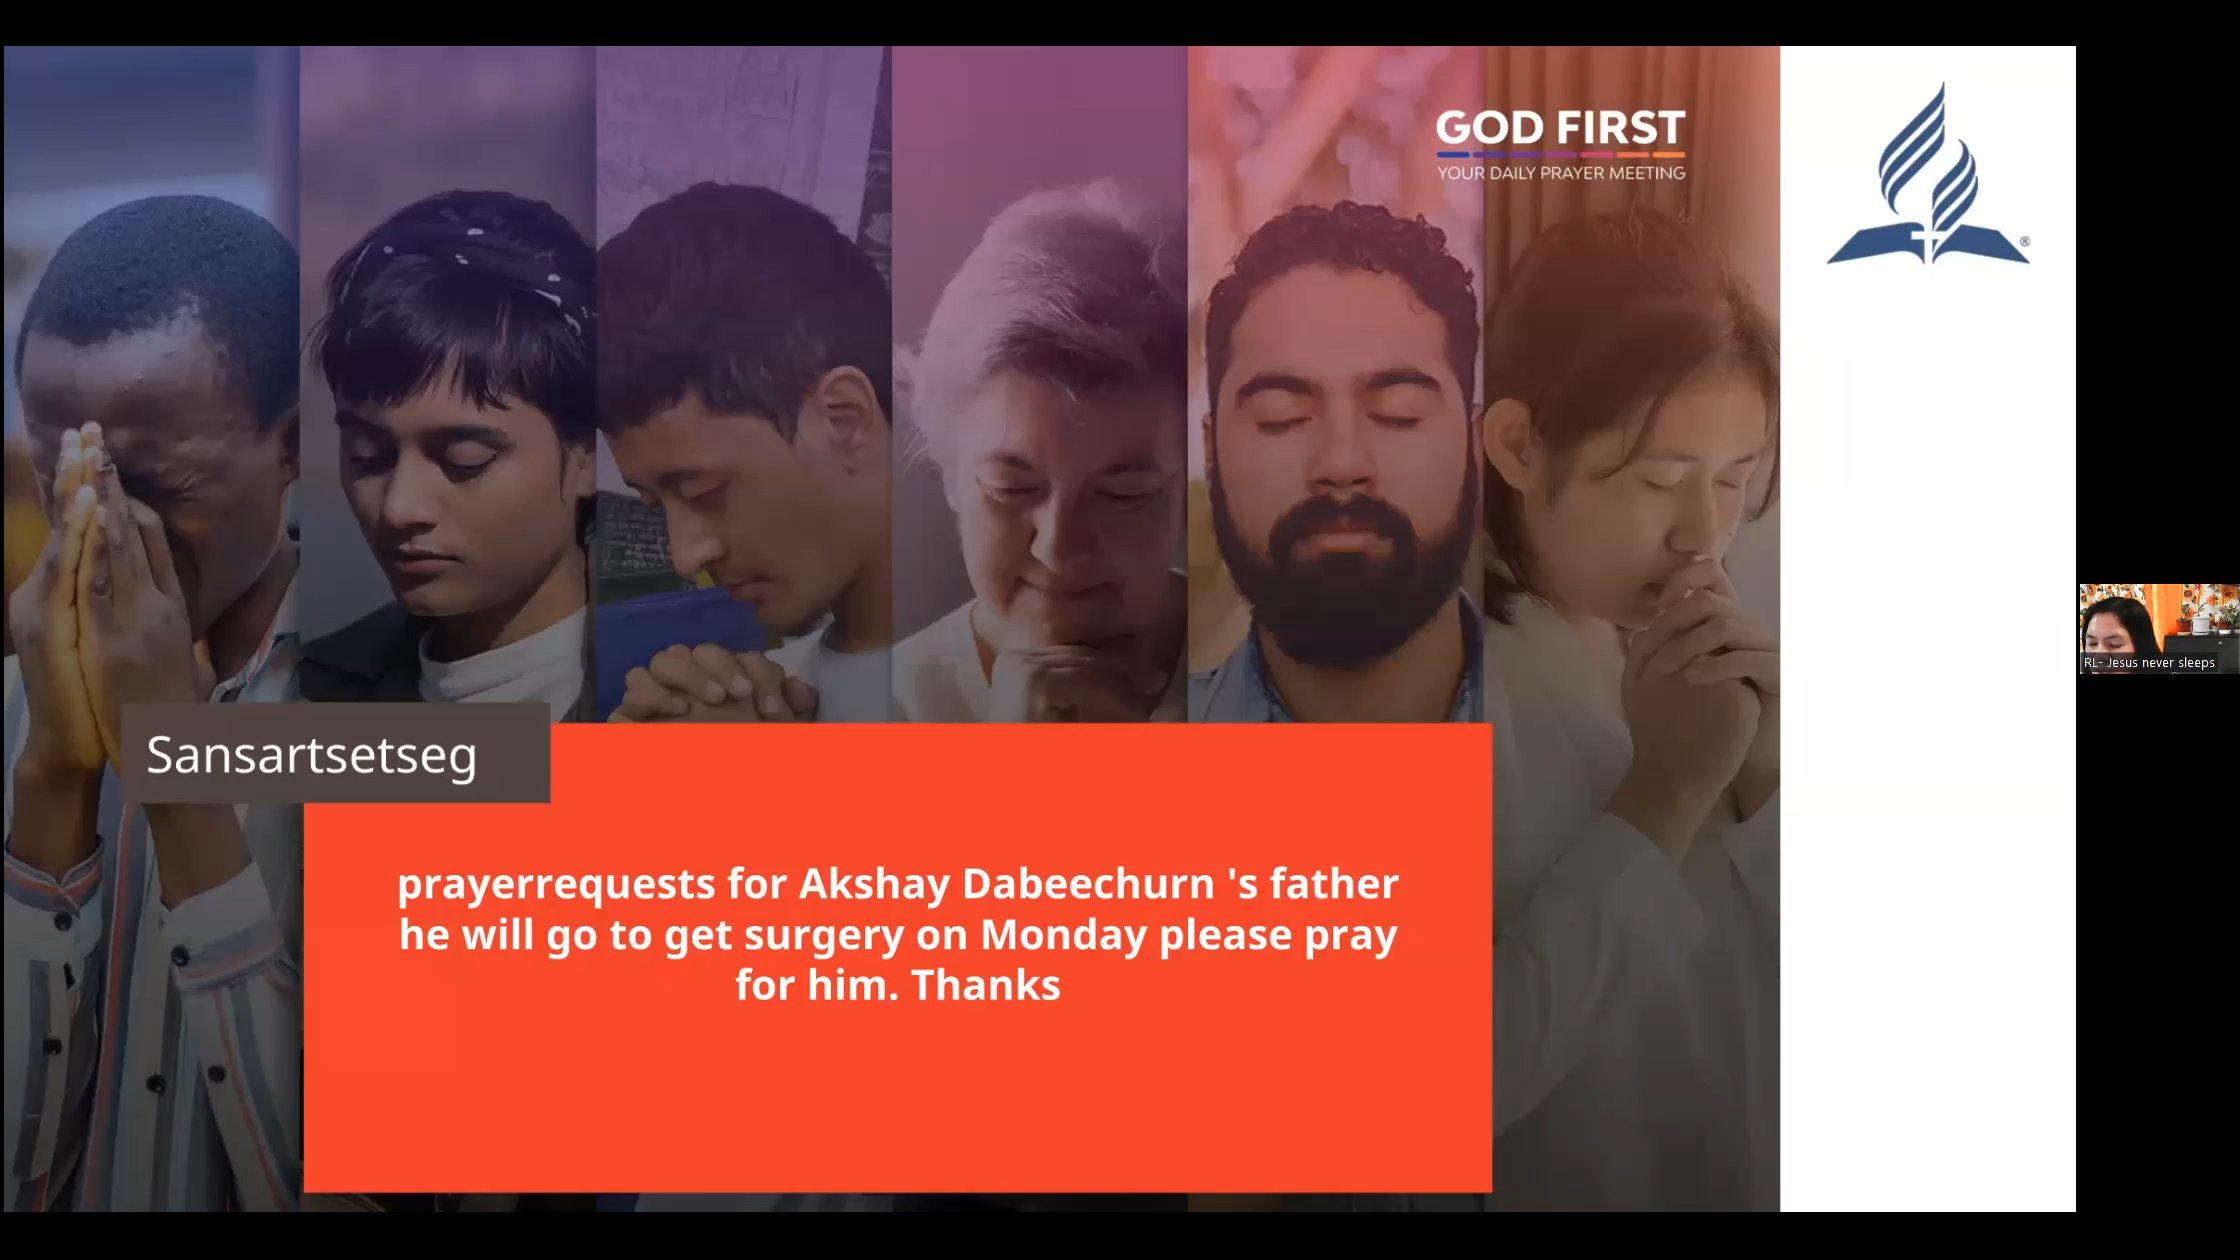 GOD FIRST
YOUR DAILY PRAYER MEETING
®
RL- Jesus never sleeps
Sansartsetseg
prayerrequests for Akshay Dabeechurn 's father
he will go to get surgery on Monday please pray
for him. Thanks